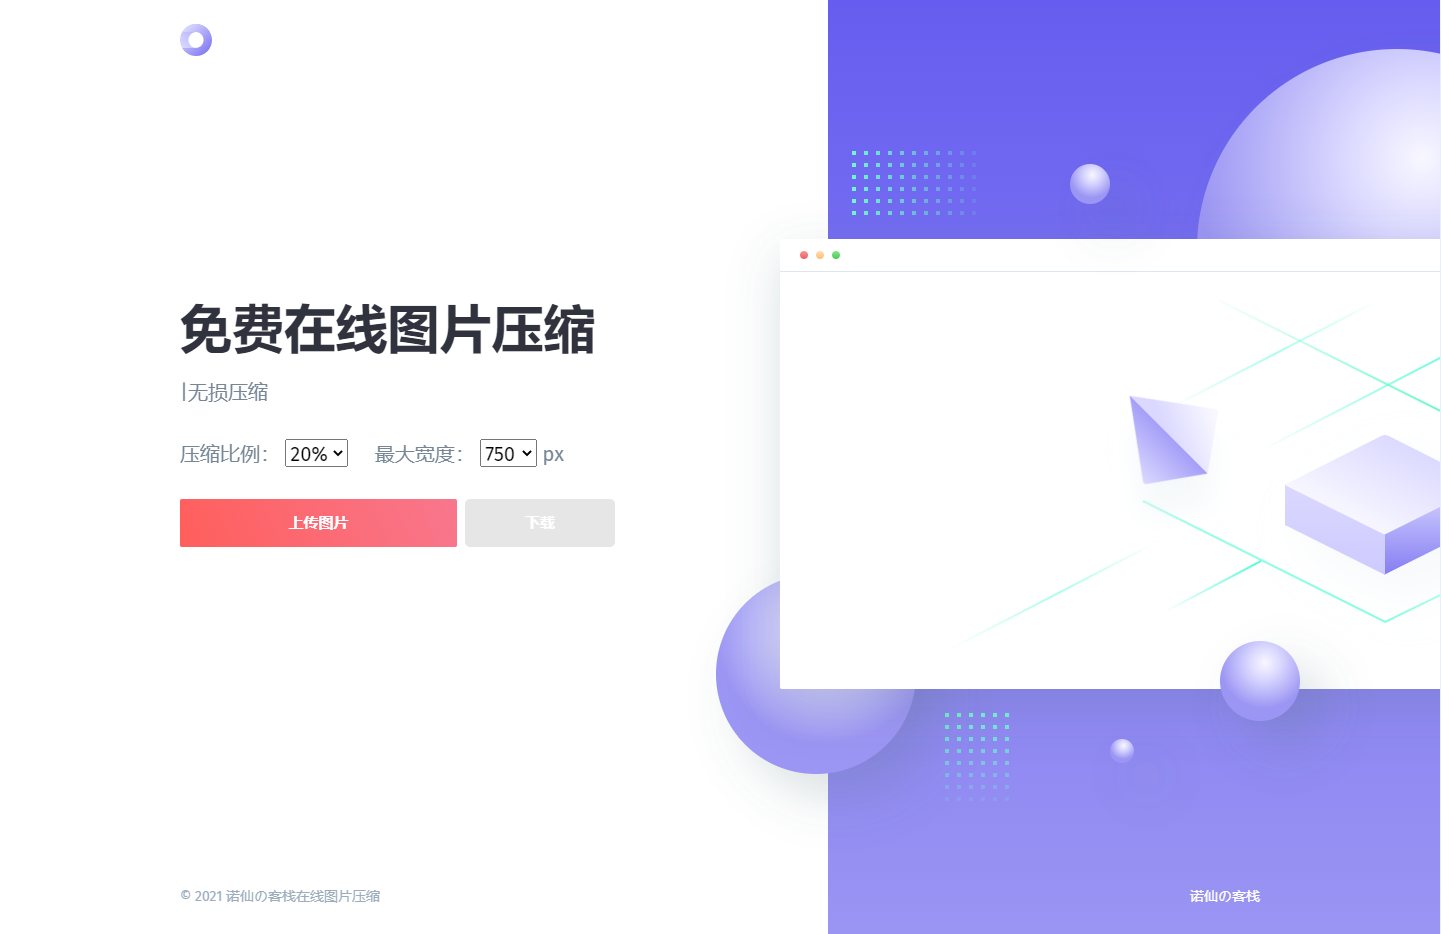 免费在线图片压缩
|无损压缩
压缩比例： 20% 最大宽度： 750 px
上传图片 下载
© 2021 诺仙の客栈在线图片压缩
诺仙の客栈